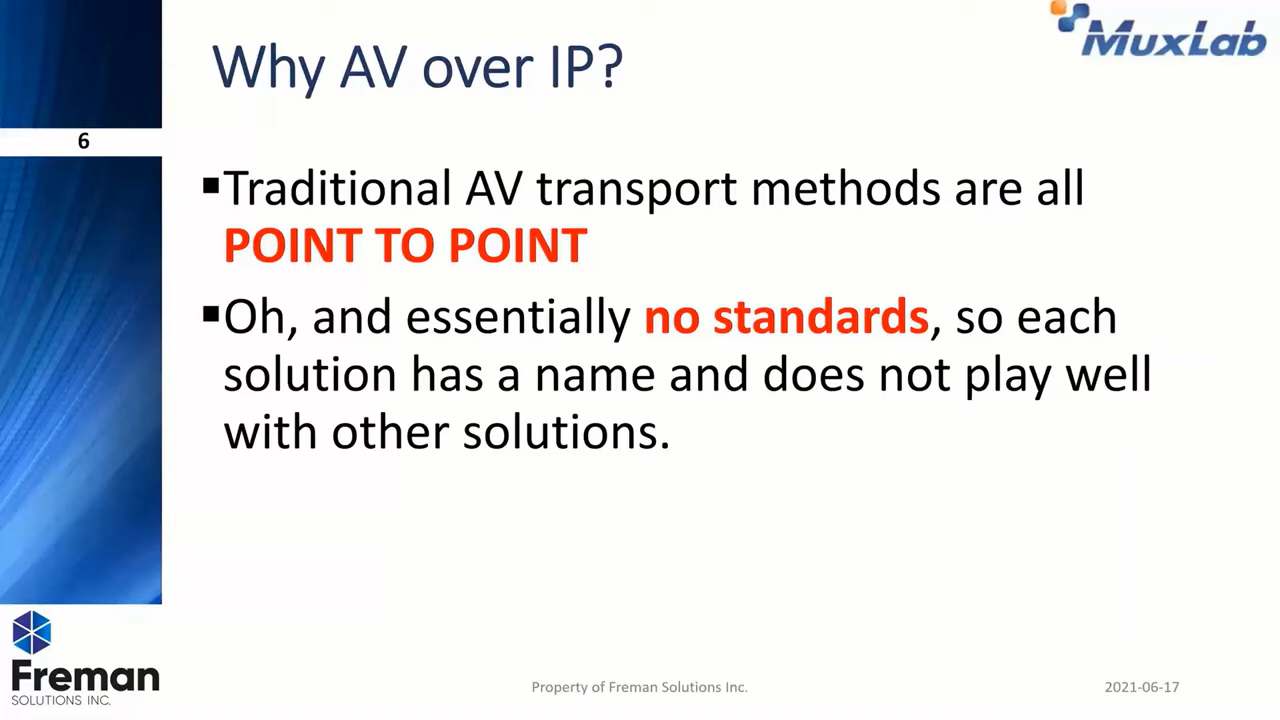 MuxLab
Why AV over IP?
6
▪Traditional AV transport methods are all
POINT TO POINT
▪Oh, and essentially no standards, so each
solution has a name and does not play well
with other solutions.
Freman
SOLUTIONS INC.
Property of Freman Solutions Inc.
2021-06-17